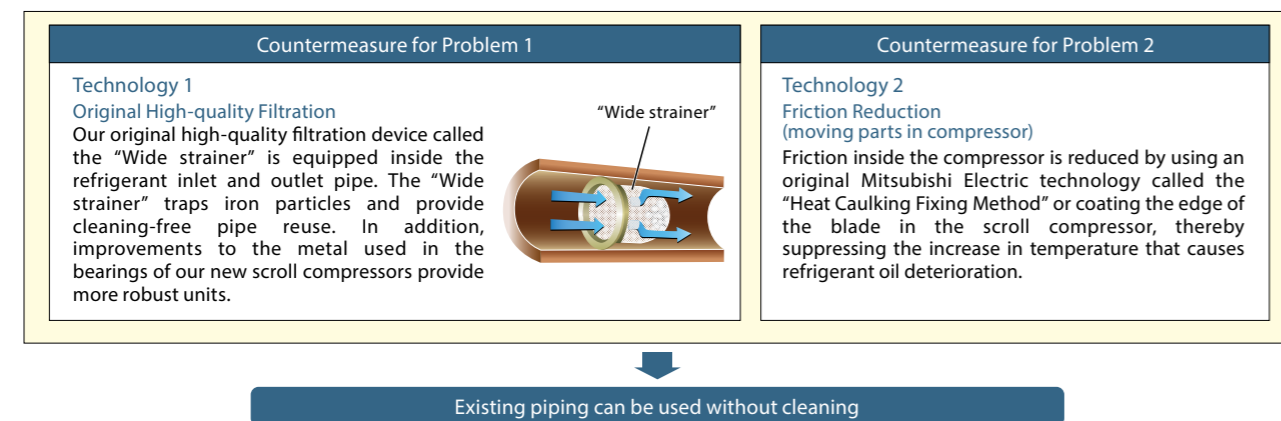 Countermeasure for Problem 1
Technology 1
Original High-quality Filtration
Our original high-quality filtration device called
the “Wide strainer” is equipped inside the
refrigerant inlet and outlet pipe. The “Wide
strainer” traps iron particles and provide
cleaning-free pipe reuse. In addition,
improvements to the metal used in the
bearings of our new scroll compressors provide
more robust units.
“Wide strainer”
Countermeasure for Problem 2
Technology 2
Friction Reduction
(moving parts in compressor)
Friction inside the compressor is reduced by using an
original Mitsubishi Electric technology called the
“Heat Caulking Fixing Method” or coating the edge of
the blade in the scroll compressor, thereby
suppressing the increase in temperature that causes
refrigerant oil deterioration.
Existing piping can be used without cleaning